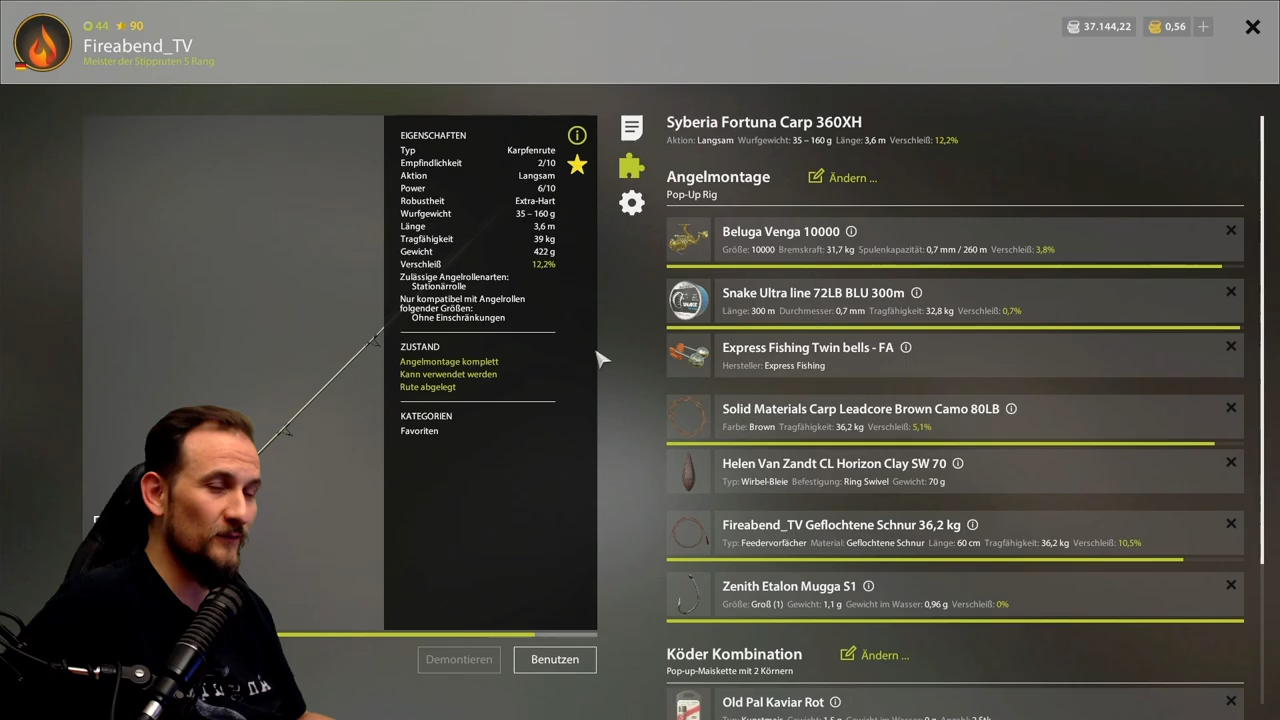 44 90
Fireabend_TV
Meister der Stippruten 5 Rang
37.144,22 0,56
EIGENSCHAFTEN
Typ Karpfenrute
Empfindlichkeit 2/10
Aktion Langsam
Power 6/10
Robustheit Extra-Hart
Wurfgewicht 35 – 160 g
Länge 3,6 m
Tragfähigkeit 39 kg
Gewicht 422 g
Verschleiß 12,2%
Zulässige Angelrollenarten:
Stationärrolle
Nur kompatibel mit Angelrollen
folgender Größen:
Ohne Einschränkungen
ZUSTAND
Angelmontage komplett
Kann verwendet werden
Rute abgelegt
KATEGORIEN
Favoriten
Demontieren Benutzen
Syberia Fortuna Carp 360XH
Aktion: Langsam Wurfgewicht: 35 – 160 g Länge: 3,6 m Verschleiß: 12,2%
Angelmontage Ändern ...
Pop-Up Rig
Beluga Venga 10000
Größe: 10000 Bremskraft: 31,7 kg Spulenkapazität: 0,7 mm / 260 m Verschleiß: 3,8%
Snake Ultra line 72LB BLU 300m
Länge: 300 m Durchmesser: 0,7 mm Tragfähigkeit: 32,8 kg Verschleiß: 0,7%
Express Fishing Twin bells - FA
Hersteller: Express Fishing
Solid Materials Carp Leadcore Brown Camo 80LB
Farbe: Brown Tragfähigkeit: 36,2 kg Verschleiß: 5,1%
Helen Van Zandt CL Horizon Clay SW 70
Typ: Wirbel-Bleie Befestigung: Ring Swivel Gewicht: 70 g
Fireabend_TV Geflochtene Schnur 36,2 kg
Typ: Feedervorfächer Material: Geflochtene Schnur Länge: 60 cm Tragfähigkeit: 36,2 kg Verschleiß: 10,5%
Zenith Etalon Mugga S1
Größe: Groß (1) Gewicht: 1,1 g Gewicht im Wasser: 0,96 g Verschleiß: 0%
Köder Kombination Ändern ...
Pop-up-Maiskette mit 2 Körnern
Old Pal Kaviar Rot